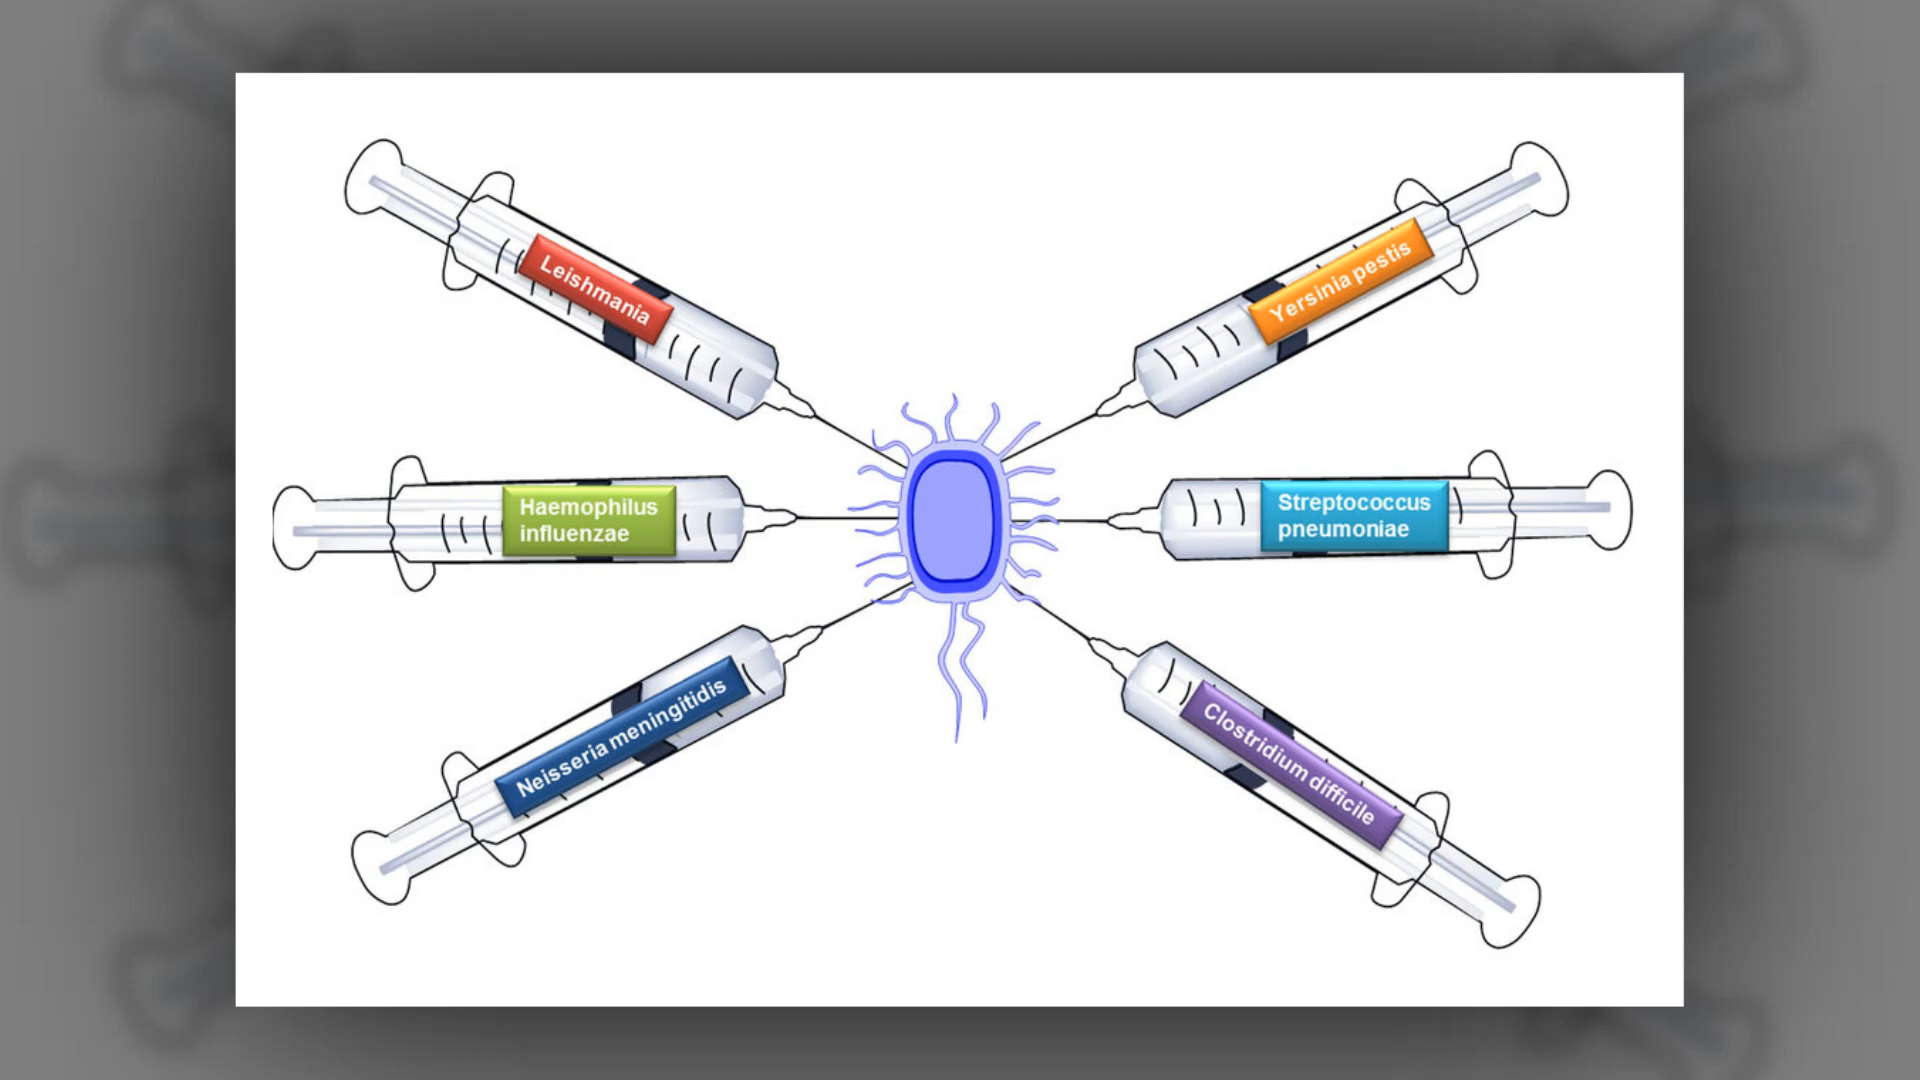 Leishmania
Yersinia pestis
Haemophilus
influenzae
Streptococcus
pneumoniae
Neisseria meningitidis
Clostridium difficile